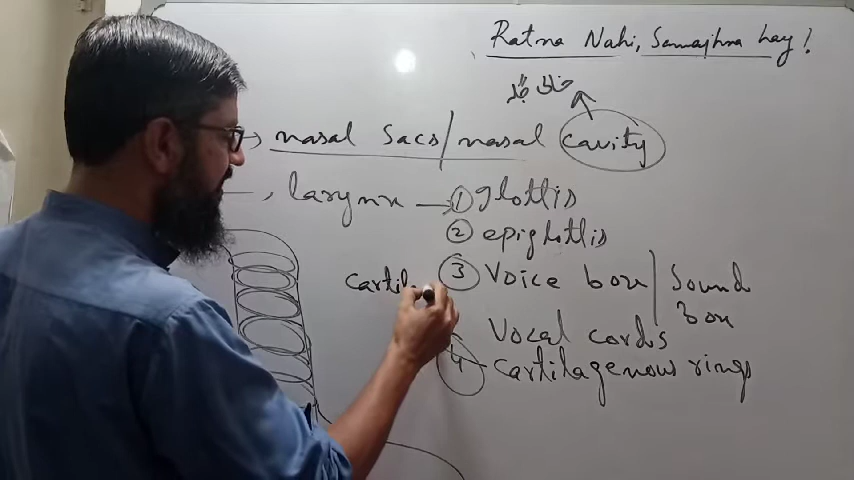 Ratna Nahi, Samajhna hay!
خالی جگہ
→ nasal Sacs/nasal cavity
, larynx → ① glottis
② epiglottis
③ Voice box | Sound Box
Cartil
Vocal cords
4 - cartilagenous rings